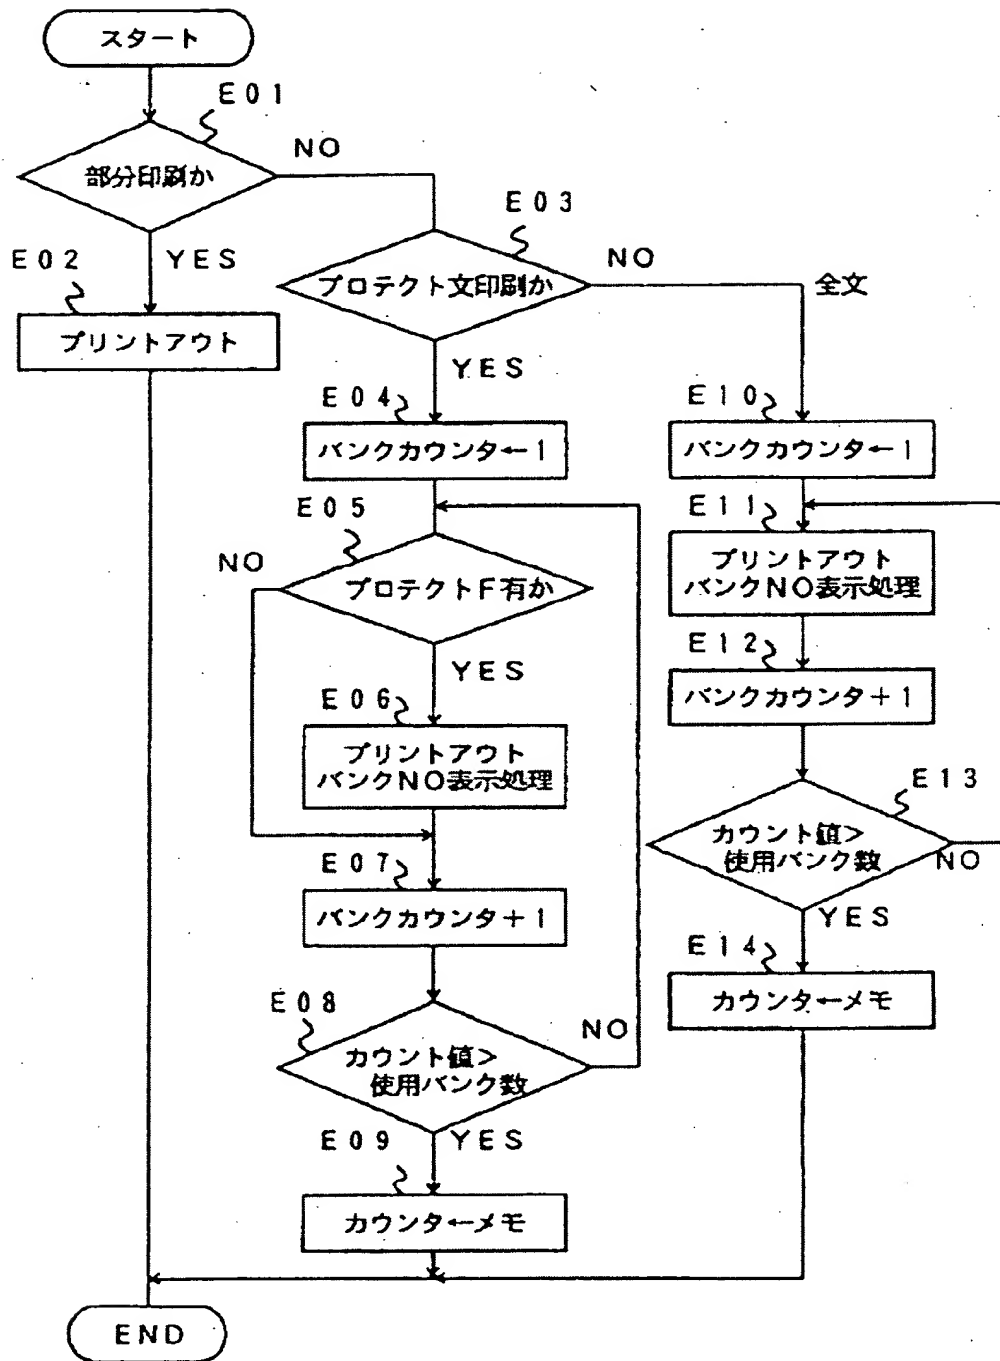 スタート
E01
部分印刷か
NO
YES
E02
プリントアウト
E03
プロテクト文印刷か
NO
全文
YES
E04
バンクカウンタ←1
E05
プロテクトF有か
NO
YES
E06
プリントアウト
バンクNO表示処理
E07
バンクカウンタ+1
E08
カウント値>
使用バンク数
NO
YES
E09
カウンタ←メモ
E10
バンクカウンタ←1
E11
プリントアウト
バンクNO表示処理
E12
バンクカウンタ+1
E13
カウント値>
使用バンク数
NO
YES
E14
カウンタ←メモ
END